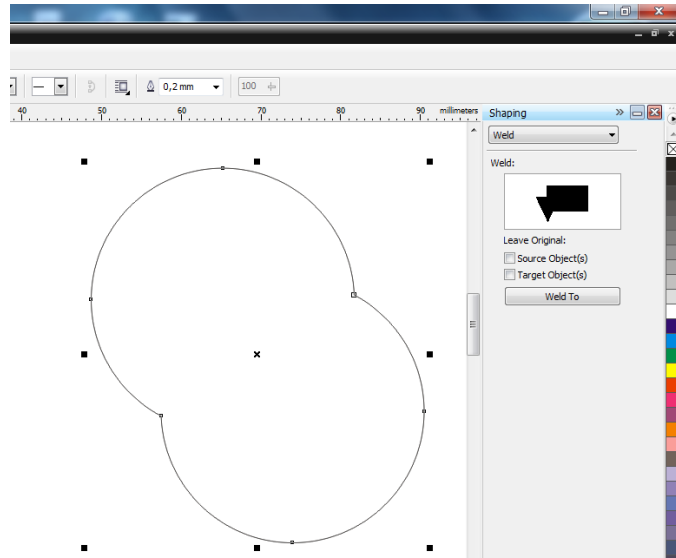 0,2 mm
100
40 50 60 70 80 90 millimeters
Shaping
Weld
Weld:
Leave Original:
Source Object(s)
Target Object(s)
Weld To